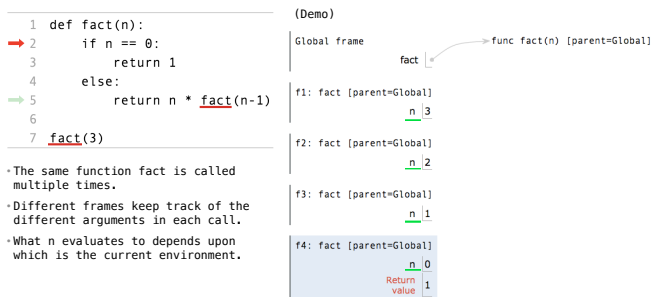 1 def fact(n):
2 if n == 0:
3 return 1
4 else:
5 return n * fact(n-1)
6
7 fact(3)
•The same function fact is called
multiple times.
•Different frames keep track of the
different arguments in each call.
•What n evaluates to depends upon
which is the current environment.
(Demo)
Global frame
fact
func fact(n) [parent=Global]
f1: fact [parent=Global]
n 3
f2: fact [parent=Global]
n 2
f3: fact [parent=Global]
n 1
f4: fact [parent=Global]
n 0
Return
value 1